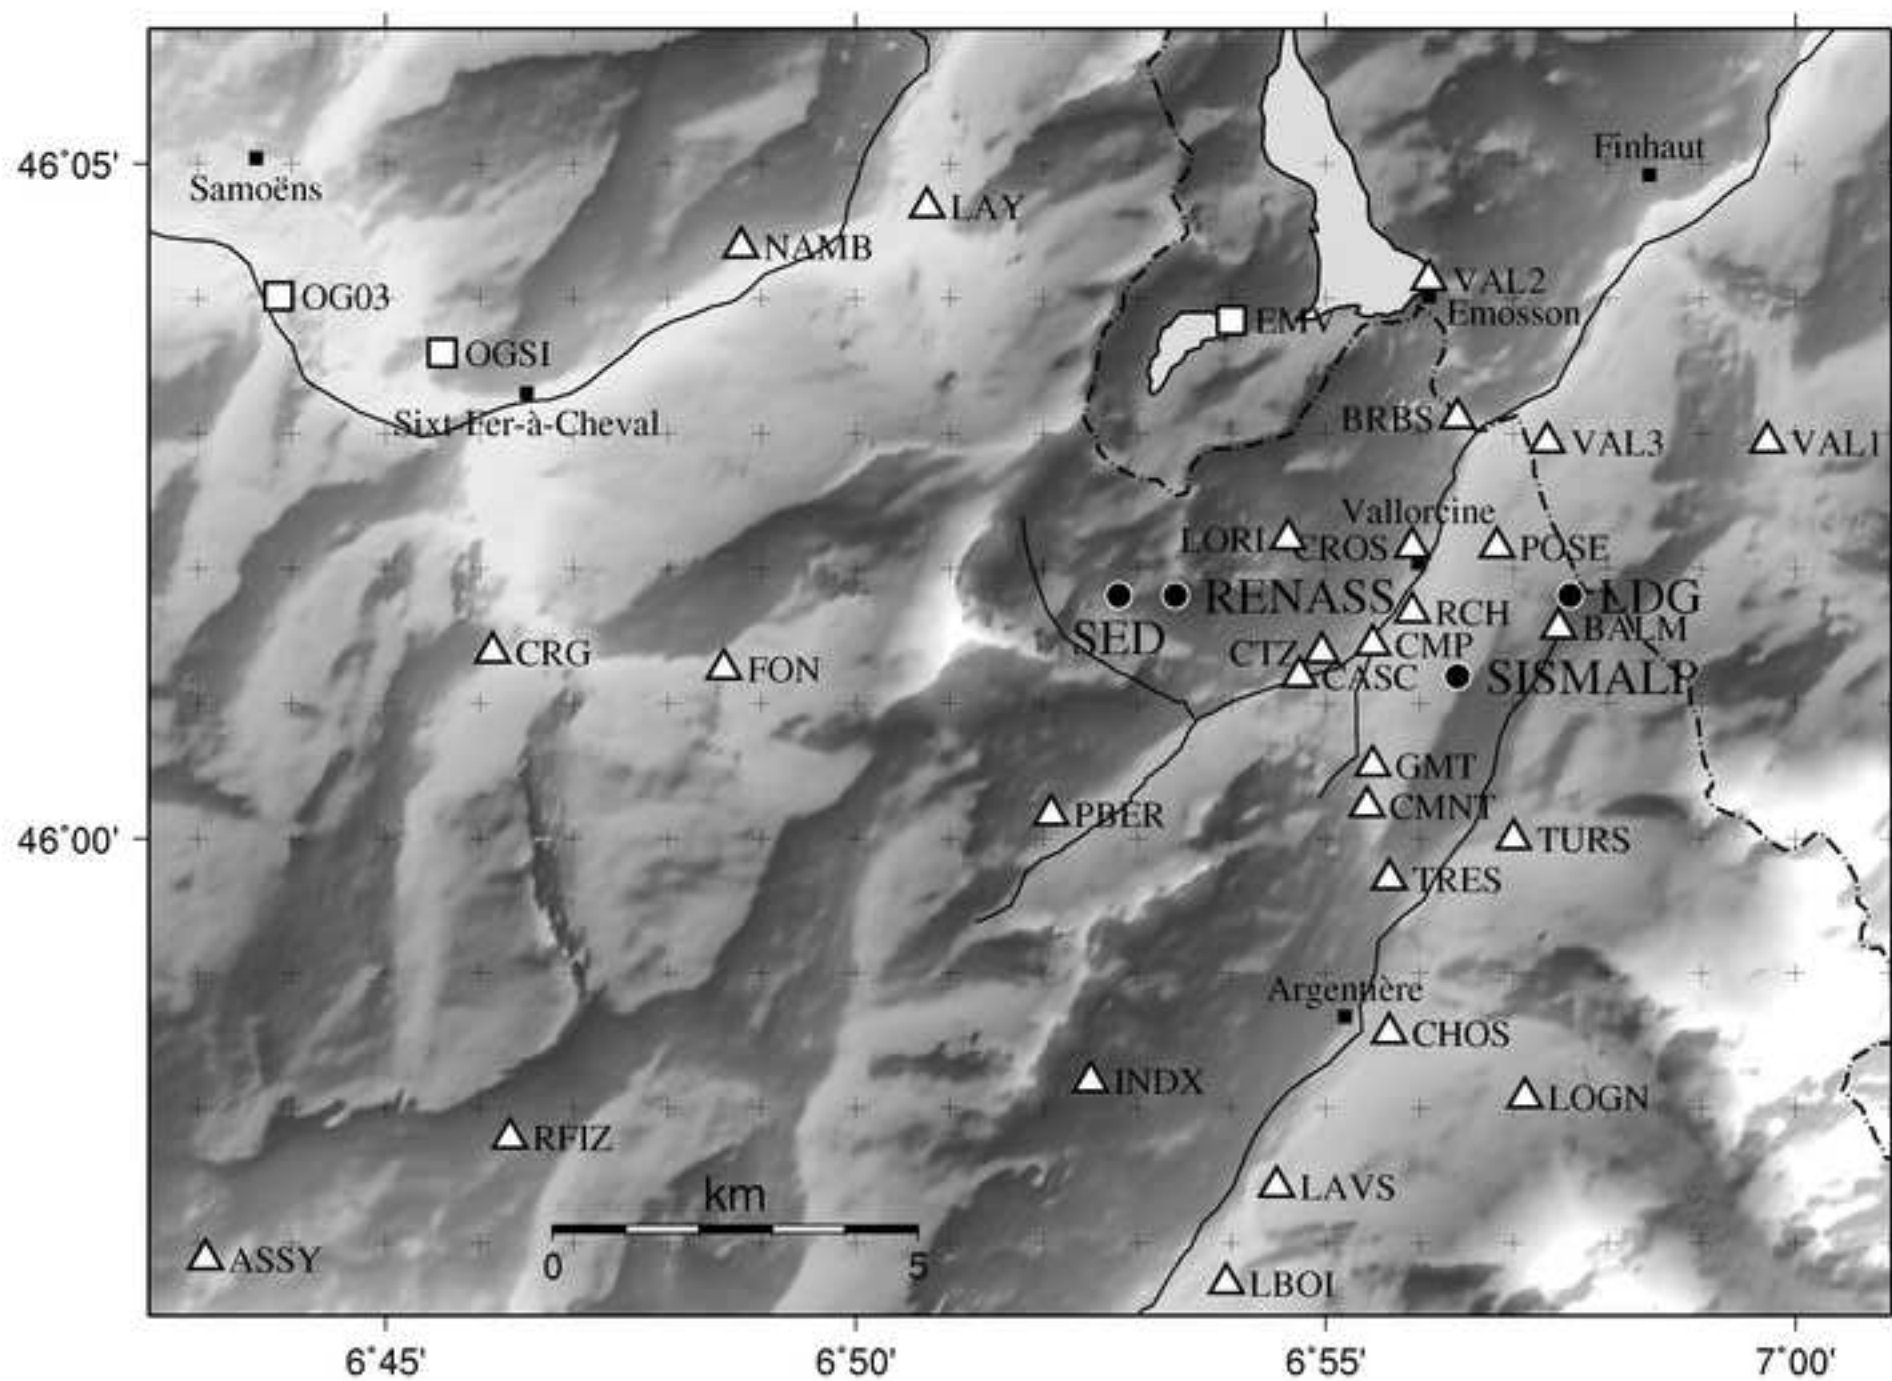 Finhaut
46°05'
Samoëns
LAY
NAMB
VAL2
OG03
Emosson
EMV
OGSI
BRBS
Sixt-Fer-à-Cheval
VAL3
VAL1
Vallorcine
LORI
CROS
POSE
RENASS
LDG
RCH
SED
BALM
CMP
CTZ
CRG
FON
CASC
SISMALP
GMT
CMNT
PBER
46°00'
TURS
TRES
Argentière
CHOS
INDX
LOGN
RFIZ
LAVS
km
ASSY
0 5
LBOI
6°45' 6°50' 6°55' 7°00'